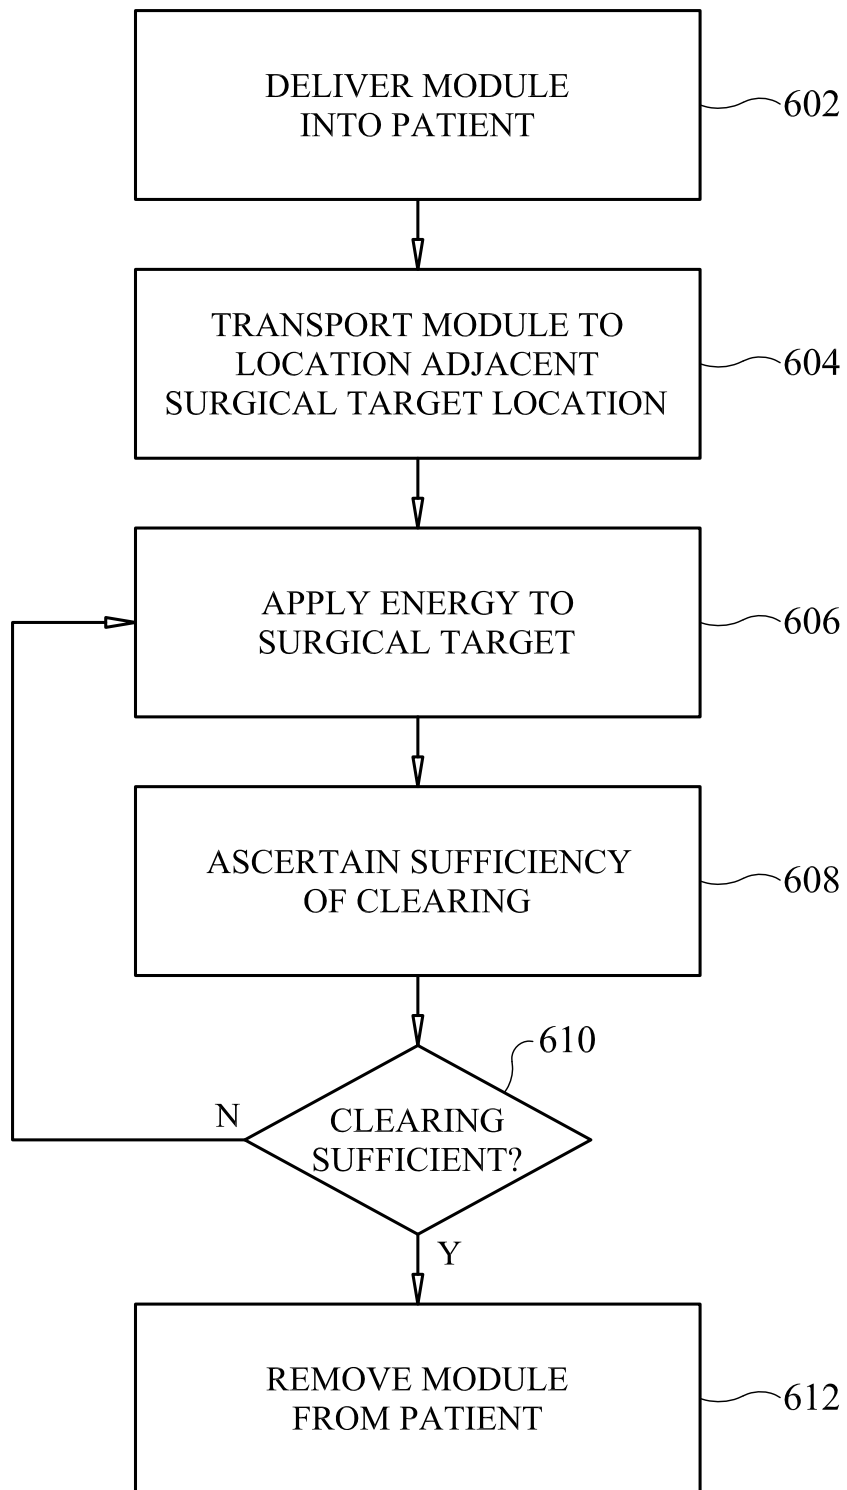 DELIVER MODULE
INTO PATIENT
602
TRANSPORT MODULE TO
LOCATION ADJACENT
SURGICAL TARGET LOCATION
604
APPLY ENERGY TO
SURGICAL TARGET
606
ASCERTAIN SUFFICIENCY
OF CLEARING
608
610
N
CLEARING
SUFFICIENT?
Y
REMOVE MODULE
FROM PATIENT
612